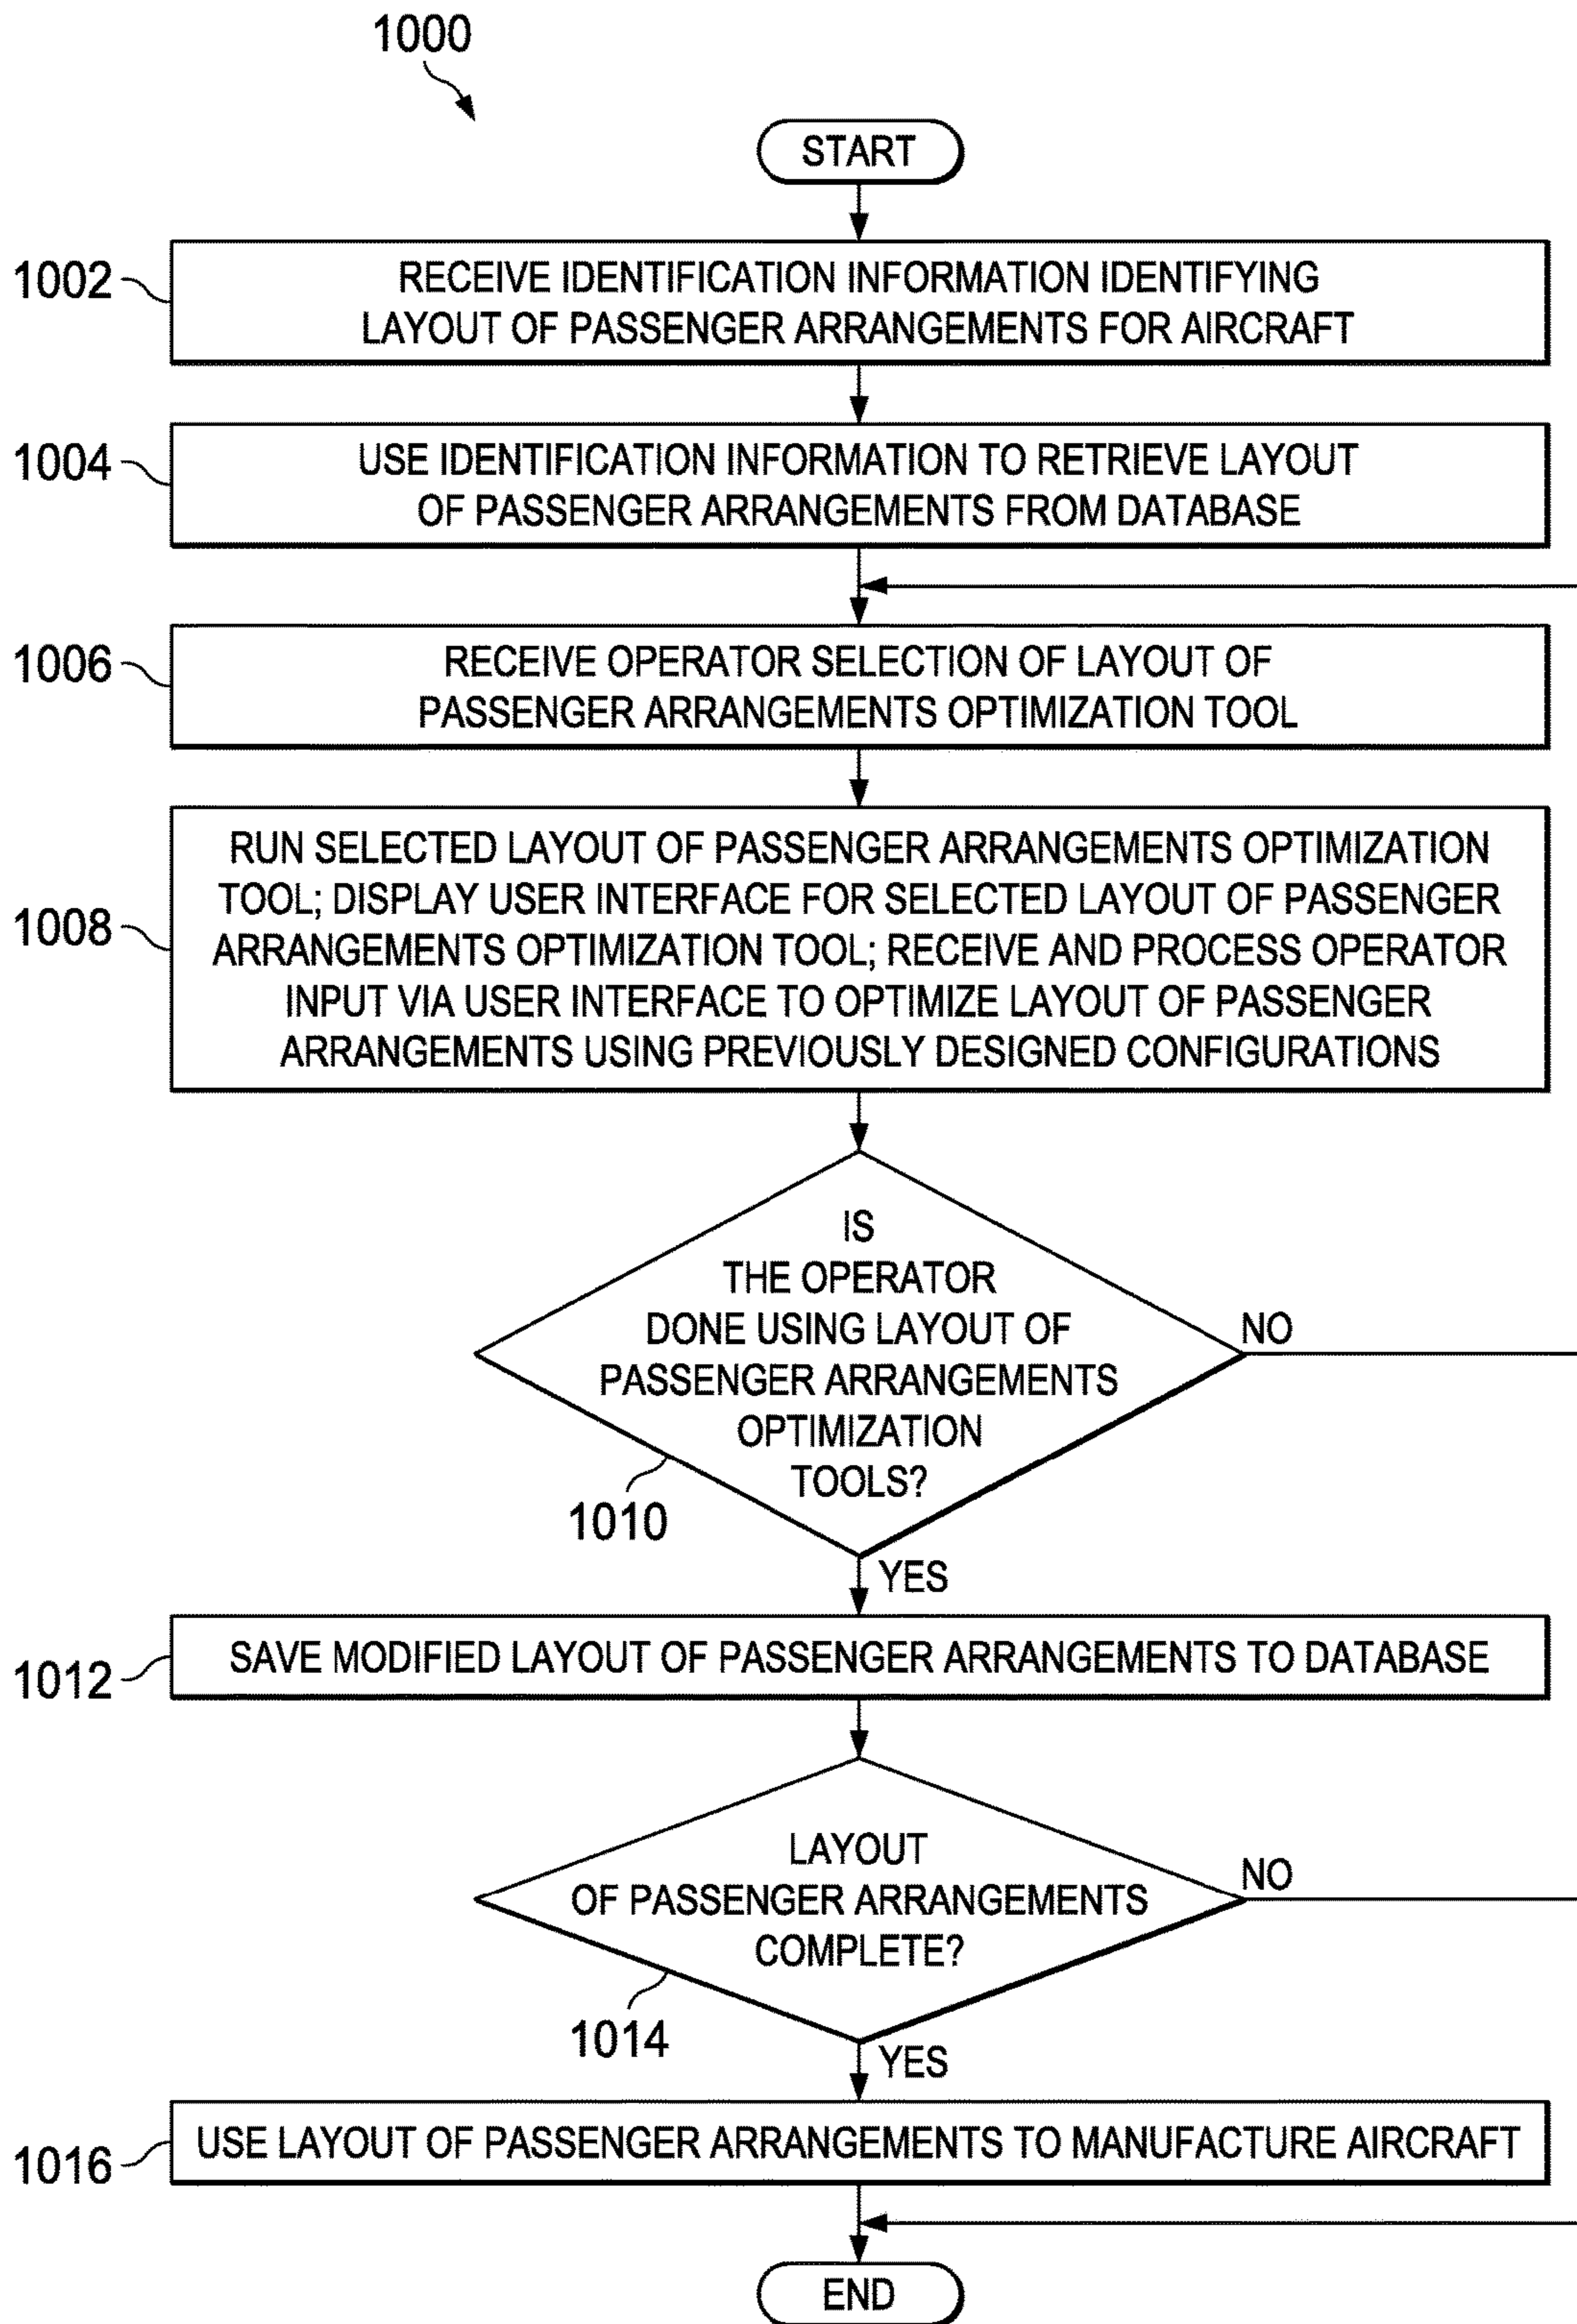 1000
START
1002
RECEIVE IDENTIFICATION INFORMATION IDENTIFYING
LAYOUT OF PASSENGER ARRANGEMENTS FOR AIRCRAFT
1004
USE IDENTIFICATION INFORMATION TO RETRIEVE LAYOUT
OF PASSENGER ARRANGEMENTS FROM DATABASE
1006
RECEIVE OPERATOR SELECTION OF LAYOUT OF
PASSENGER ARRANGEMENTS OPTIMIZATION TOOL
1008
RUN SELECTED LAYOUT OF PASSENGER ARRANGEMENTS OPTIMIZATION
TOOL; DISPLAY USER INTERFACE FOR SELECTED LAYOUT OF PASSENGER
ARRANGEMENTS OPTIMIZATION TOOL; RECEIVE AND PROCESS OPERATOR
INPUT VIA USER INTERFACE TO OPTIMIZE LAYOUT OF PASSENGER
ARRANGEMENTS USING PREVIOUSLY DESIGNED CONFIGURATIONS
IS
THE OPERATOR
DONE USING LAYOUT OF
PASSENGER ARRANGEMENTS
OPTIMIZATION
TOOLS?
NO
1010
YES
1012
SAVE MODIFIED LAYOUT OF PASSENGER ARRANGEMENTS TO DATABASE
LAYOUT
OF PASSENGER ARRANGEMENTS
COMPLETE?
NO
1014
YES
1016
USE LAYOUT OF PASSENGER ARRANGEMENTS TO MANUFACTURE AIRCRAFT
END